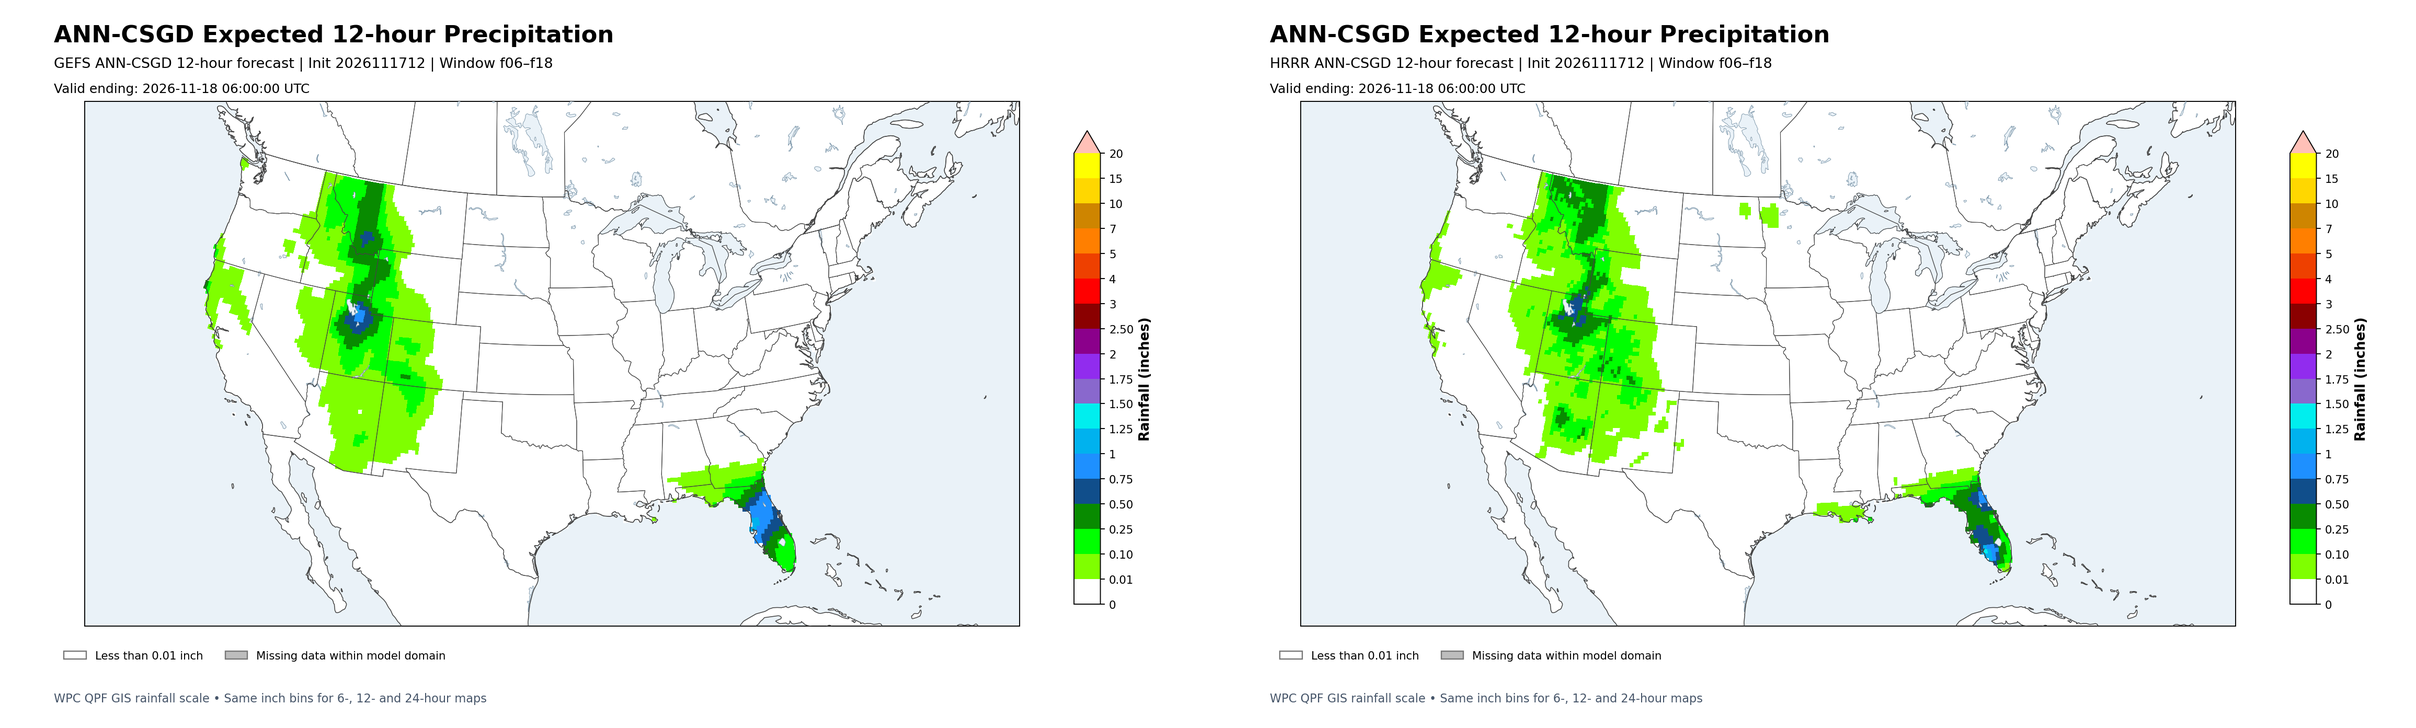 ANN-CSGD Expected 12-hour Precipitation
GEFS ANN-CSGD 12-hour forecast | Init 2026111712 | Window f06–f18
Valid ending: 2026-11-18 06:00:00 UTC
20
15
10
7
5
4
3
2.50
2
1.75
1.50
1.25
1
0.75
0.50
0.25
0.10
0.01
0
Rainfall (inches)
Less than 0.01 inch
Missing data within model domain
WPC QPF GIS rainfall scale • Same inch bins for 6-, 12- and 24-hour maps
ANN-CSGD Expected 12-hour Precipitation
HRRR ANN-CSGD 12-hour forecast | Init 2026111712 | Window f06–f18
Valid ending: 2026-11-18 06:00:00 UTC
20
15
10
7
5
4
3
2.50
2
1.75
1.50
1.25
1
0.75
0.50
0.25
0.10
0.01
0
Rainfall (inches)
Less than 0.01 inch
Missing data within model domain
WPC QPF GIS rainfall scale • Same inch bins for 6-, 12- and 24-hour maps